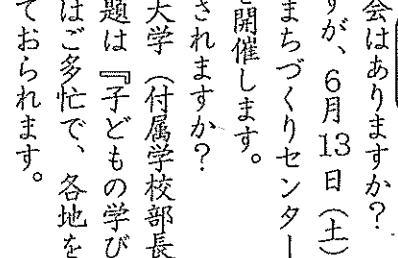 会はありますか?
すが、6月13日（土）
まちづくりセンター
を開催します。
されますか?
大学（付属学校部長
題は『子どもの学び
はご多忙で、各地を
ておられます。